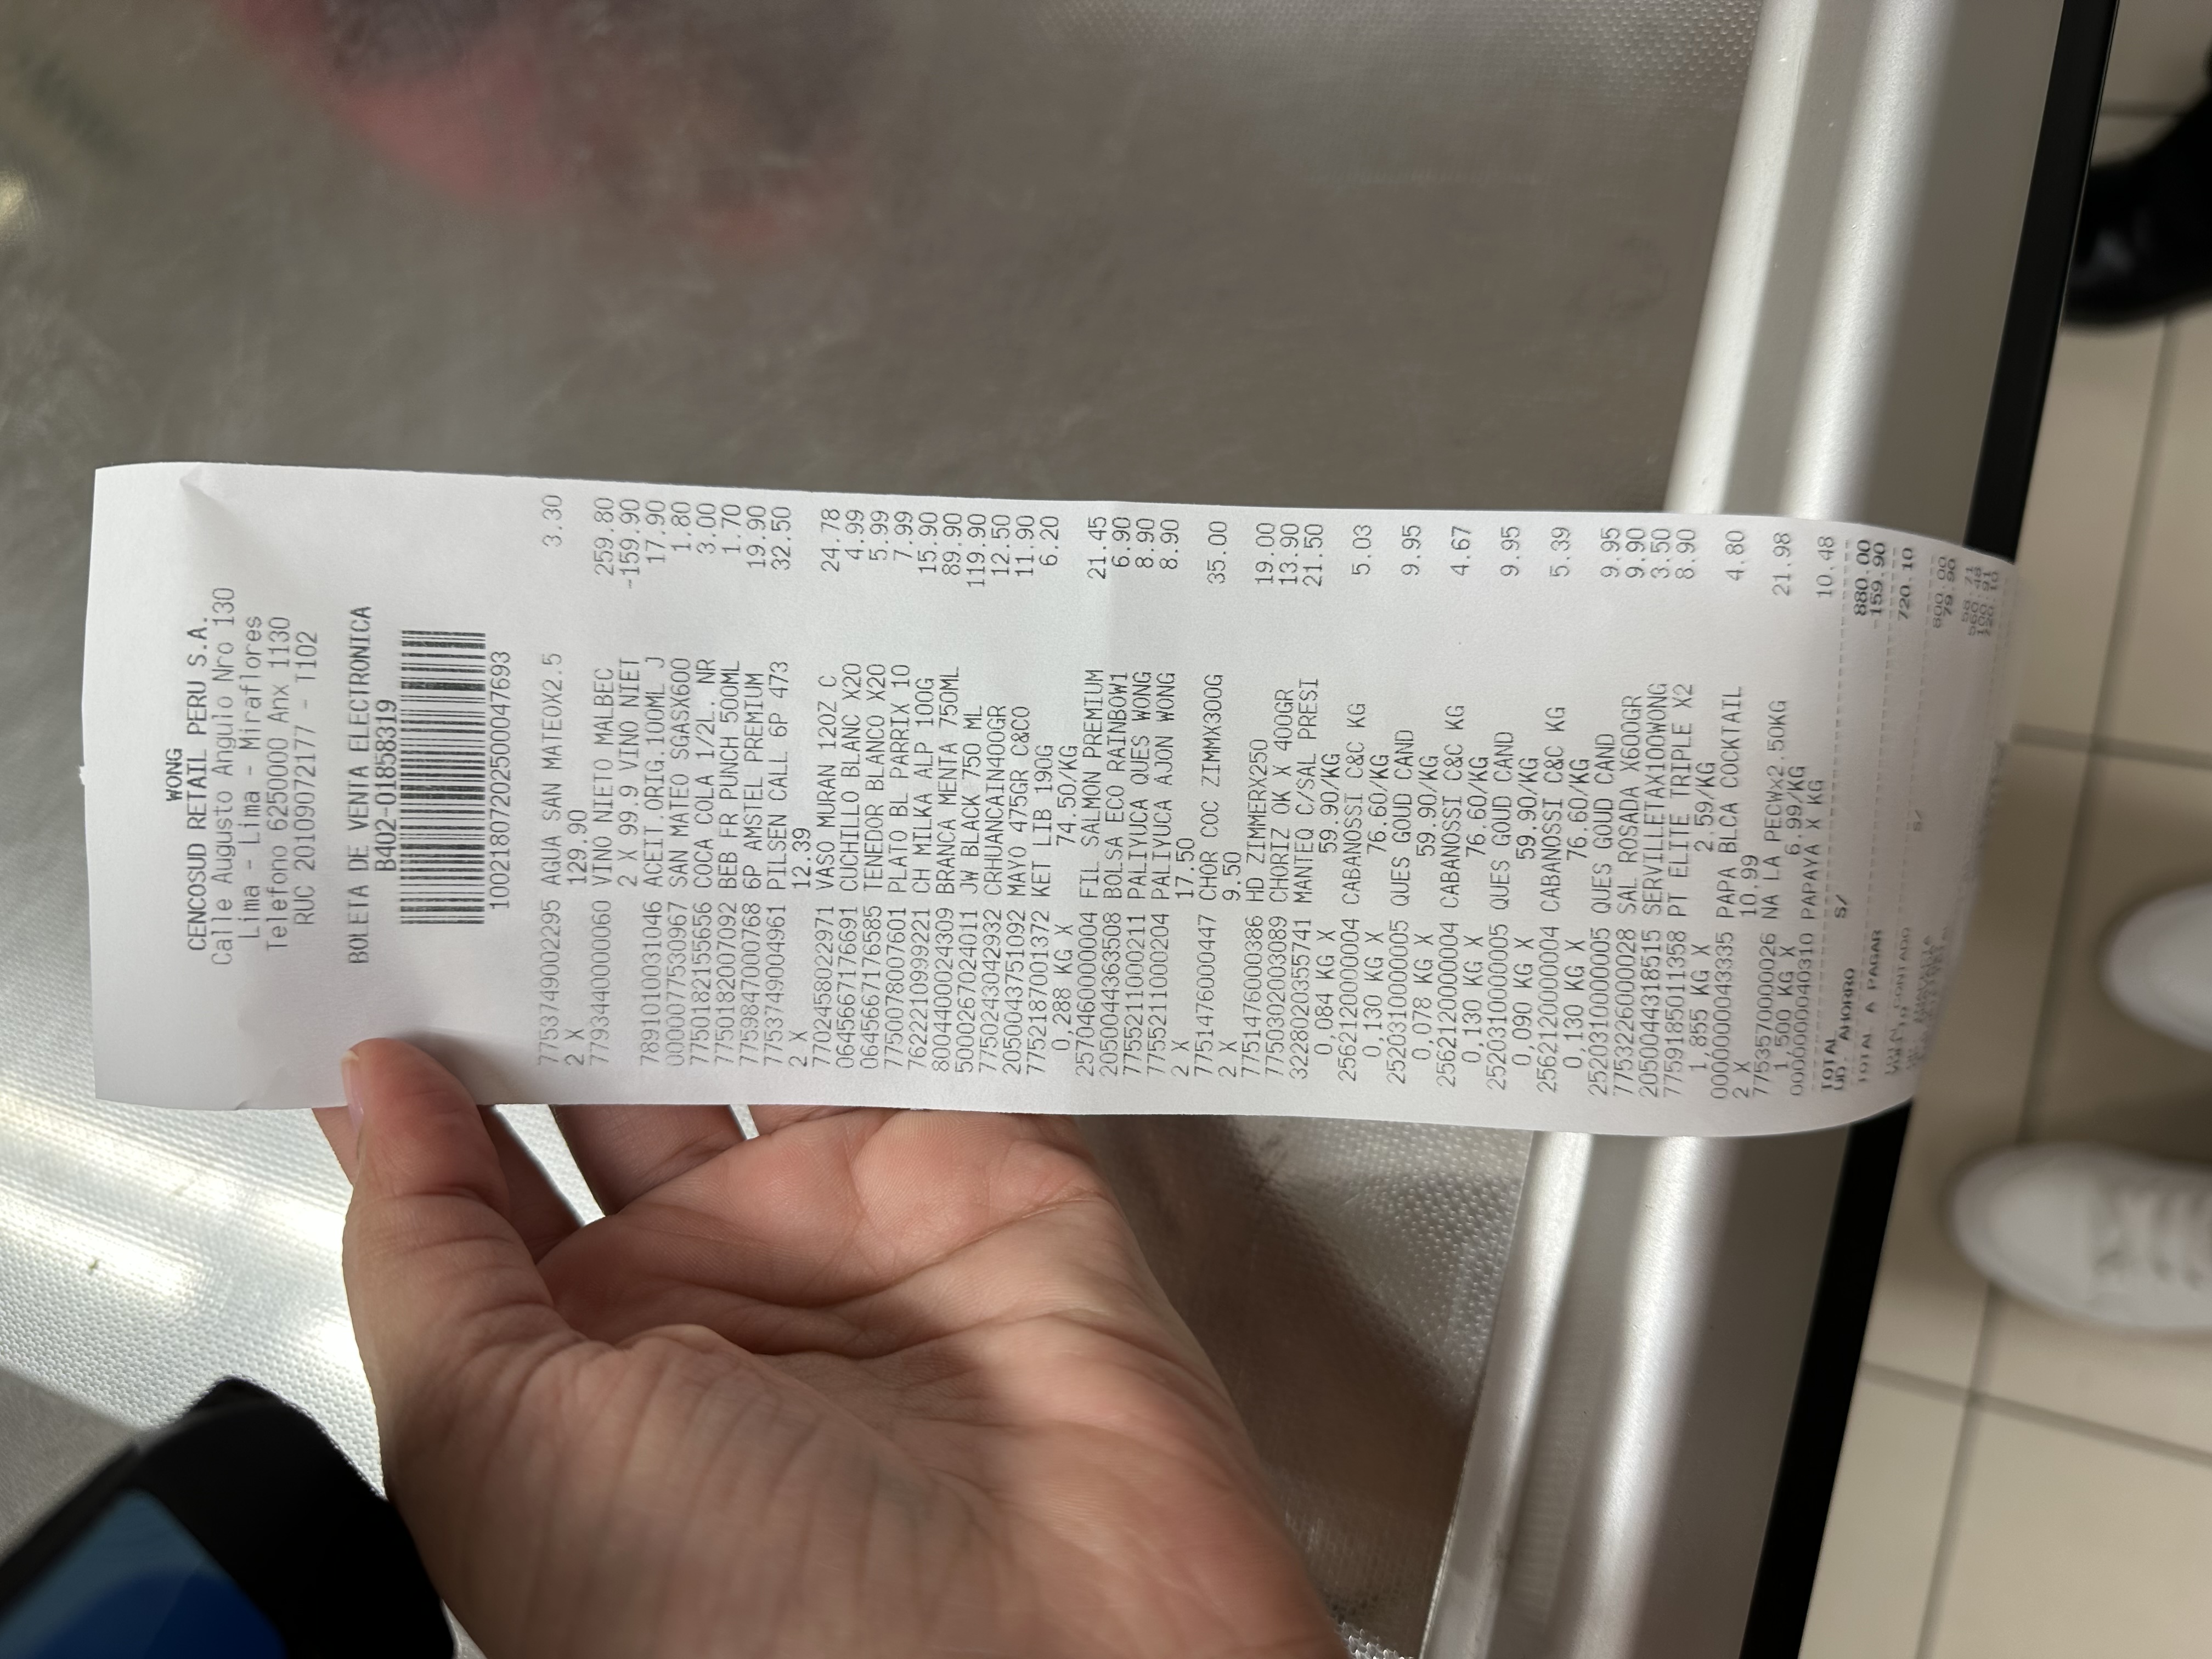 WONG
CENCOSUD RETAIL PERU S.A.
Calle Augusto Angulo Nro 130
Lima - Lima - Miraflores
Telefono 6250000 Anx 1130
RUC 20109072177 - T102
BOLETA DE VENTA ELECTRONICA
B402-01858319
10021807202500047693
7753749002295 AGUA SAN MATEOX2.5 3.30
2 X 129.90
7793440000060 VINO NIETO MALBEC 259.80
2 X 99.9 VINO NIET -159.90
7891010031046 ACEIT.ORIG.100ML J 17.90
0000077530967 SAN MATEO SGASX600 1.80
7750182155656 COCA COLA 1/2L. NR 3.00
7750182007092 BEB FR PUNCH 500ML 1.70
7759847000768 6P AMSTEL PREMIUM 19.90
7753749004961 PILSEN CALL 6P 473 32.50
2 X 12.39
7702458022971 VASO MURAN 12OZ C 24.78
0645667176691 CUCHILLO BLANC X20 4.99
0645667176585 TENEDOR BLANCO X20 5.99
7750078007601 PLATO BL PARRIX 10 7.99
7622210999221 CH MILKA ALP 100G 15.90
8004400024309 BRANCA MENTA 750ML 89.90
5000267024011 JW BLACK 750 ML 119.90
7750243042932 CRHUANCAIN400GR 12.50
2050043751092 MAYO 475GR C&CO 11.90
7752187001372 KET LIB 190G 6.20
0,288 KG X 74.50/KG
2570460000004 FIL SALMON PREMIUM 21.45
2050044363508 BOLSA ECO RAINBOW1 6.90
7755211000211 PALIYUCA QUES WONG 8.90
7755211000204 PALIYUCA AJON WONG 8.90
2 X 17.50
7751476000447 CHOR COC ZIMMX300G 35.00
2 X 9.50
7751476000386 HD ZIMMERX250 19.00
7750302003089 CHORIZ OK X 400GR 13.90
3228020355741 MANTEQ C/SAL PRESI 21.50
0,084 KG X 59.90/KG
2562120000004 CABANOSSI C&C KG 5.03
0,130 KG X 76.60/KG
2520310000005 QUES GOUD CAND 9.95
0,078 KG X 59.90/KG
2562120000004 CABANOSSI C&C KG 4.67
0,130 KG X 76.60/KG
2520310000005 QUES GOUD CAND 9.95
0,090 KG X 59.90/KG
2562120000004 CABANOSSI C&C KG 5.39
0,130 KG X 76.60/KG
2520310000005 QUES GOUD CAND 9.95
7753226000028 SAL ROSADA X600GR 9.90
2050044318515 SERVILLETAX100WONG 3.50
7759185011358 PT ELITE TRIPLE X2 8.90
1,855 KG X 2.59/KG
0000000043335 PAPA BLCA COCKTAIL 4.80
2 X 10.99
7753570000026 NA LA PECWx2.50KG 21.98
1,500 KG X 6.99/KG
0000000040310 PAPAYA X KG 10.48
TOTAL S/ 880.00
UD. AHORRO -159.90
TOTAL A PAGAR 720.10
TOTAL CONTADO S/ 800.00
VUELTO 79.90